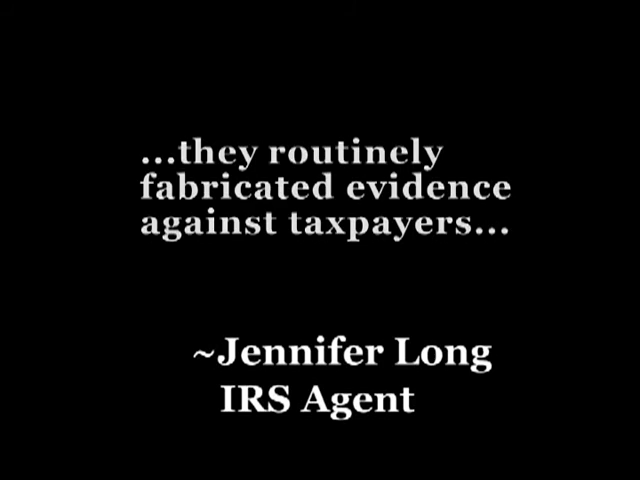 ...they routinely
fabricated evidence
against taxpayers...
~Jennifer Long
IRS Agent